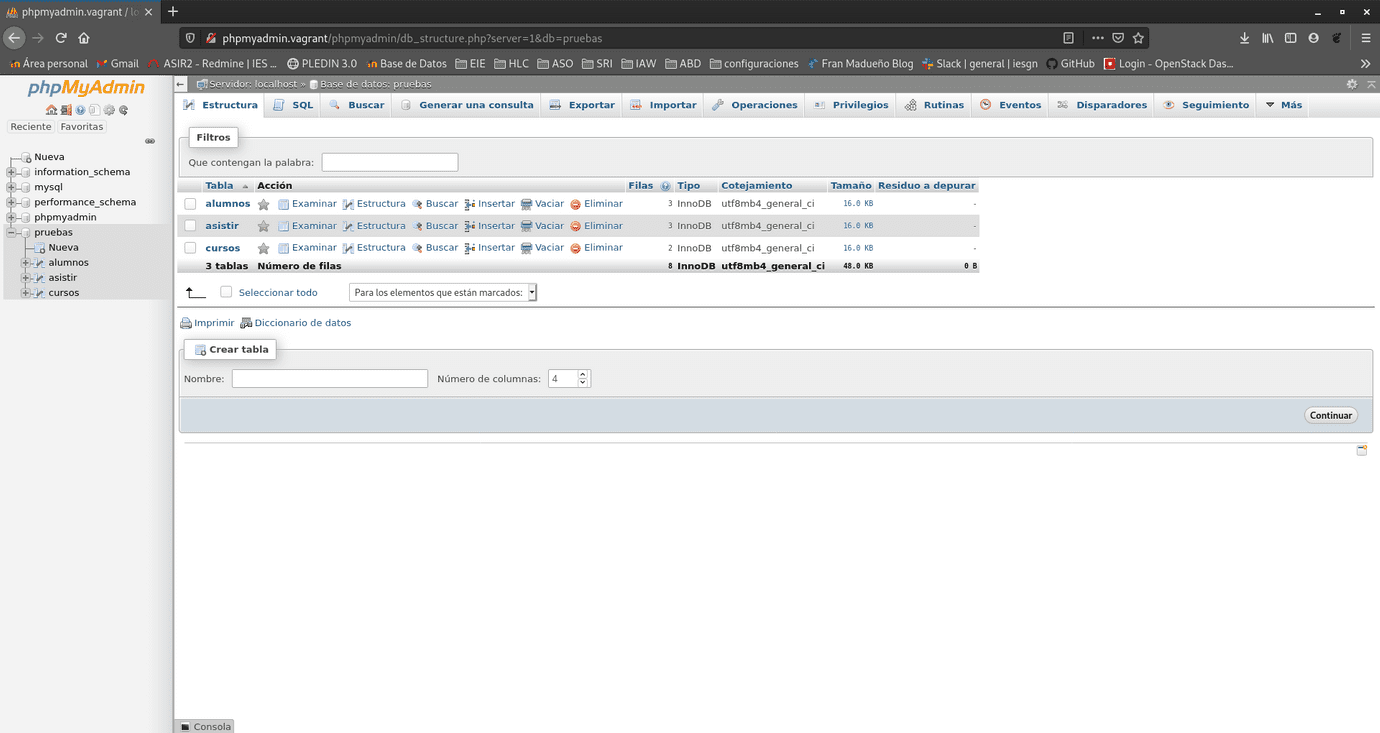 phpmyadmin.vagrant / lo
phpmyadmin.vagrant/phpmyadmin/db_structure.php?server=1&db=pruebas
Área personal Gmail ASIR2 - Redmine | IES ... PLEDIN 3.0 Base de Datos EIE HLC ASO SRI IAW ABD configuraciones Fran Madueño Blog Slack | general | iesgn GitHub Login - OpenStack Das...
phpMyAdmin
Reciente Favoritas
Nueva
information_schema
mysql
performance_schema
phpmyadmin
pruebas
Nueva
alumnos
asistir
cursos
Servidor: localhost » Base de datos: pruebas
Estructura SQL Buscar Generar una consulta Exportar Importar Operaciones Privilegios Rutinas Eventos Disparadores Seguimiento Más
Filtros
Que contengan la palabra:
Tabla Acción Filas Tipo Cotejamiento Tamaño Residuo a depurar
alumnos Examinar Estructura Buscar Insertar Vaciar Eliminar 3 InnoDB utf8mb4_general_ci 16.0 KB -
asistir Examinar Estructura Buscar Insertar Vaciar Eliminar 3 InnoDB utf8mb4_general_ci 16.0 KB -
cursos Examinar Estructura Buscar Insertar Vaciar Eliminar 2 InnoDB utf8mb4_general_ci 16.0 KB -
3 tablas Número de filas 8 InnoDB utf8mb4_general_ci 48.0 KB 0 B
Seleccionar todo Para los elementos que están marcados:
Imprimir Diccionario de datos
Crear tabla
Nombre: Número de columnas: 4
Continuar
Consola